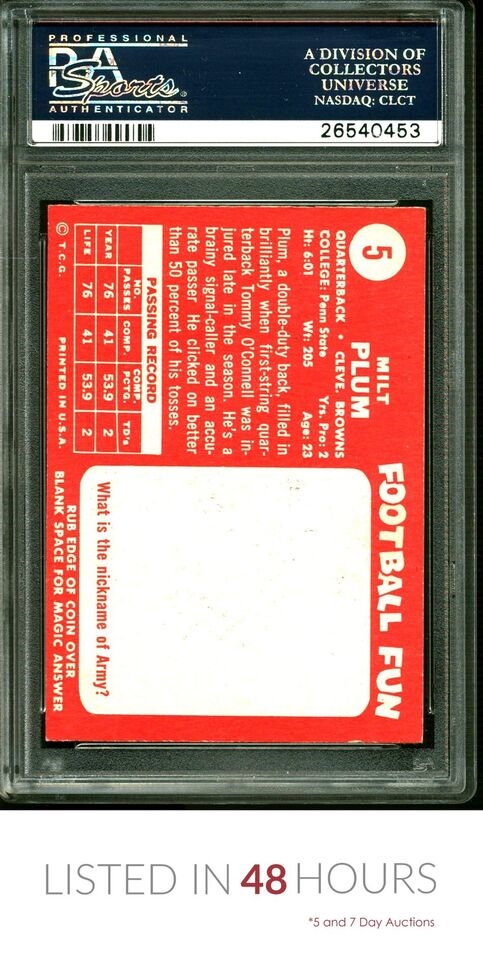 PROFESSIONAL
PSA
Sports
AUTHENTICATOR
A DIVISION OF
COLLECTORS
UNIVERSE
NASDAQ: CLCT
26540453
5
MILT
PLUM
QUARTERBACK • CLEVE. BROWNS
COLLEGE: Penn State Yrs. Pro: 2
Ht: 6:01 Wt: 205 Age: 23
Plum, a double-duty back, filled in
brilliantly when first-string quar-
terback Tommy O'Connell was in-
jured late in the season. He's a
brainy signal-caller and an accu-
rate passer He clicked on better
than 50 percent of his tosses.
PASSING RECORD
NO. PASSES COMP. COMP. PCTG. TD's
YEAR 76 41 53.9 2
LIFE 76 41 53.9 2
© T.C.G. PRINTED IN U.S.A.
FOOTBALL FUN
What is the nickname of Army?
RUB EDGE OF COIN OVER
BLANK SPACE FOR MAGIC ANSWER
LISTED IN 48 HOURS
*5 and 7 Day Auctions